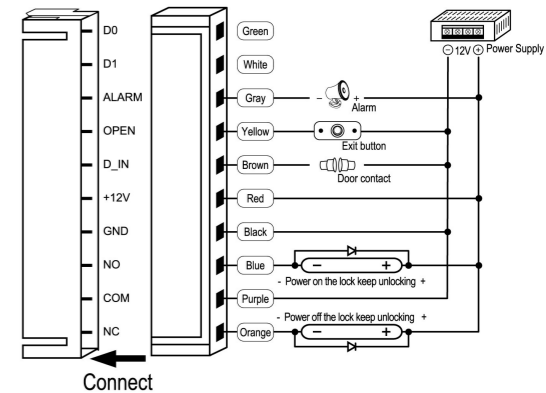 D0
Green
⊖ 12V ⊕ Power Supply
D1
White
ALARM
Gray
- +
Alarm
OPEN
Yellow
Exit button
D_IN
Brown
Door contact
+12V
Red
GND
Black
NO
Blue
- +
- Power on the lock keep unlocking +
COM
Purple
- Power off the lock keep unlocking +
NC
Orange
- +
Connect